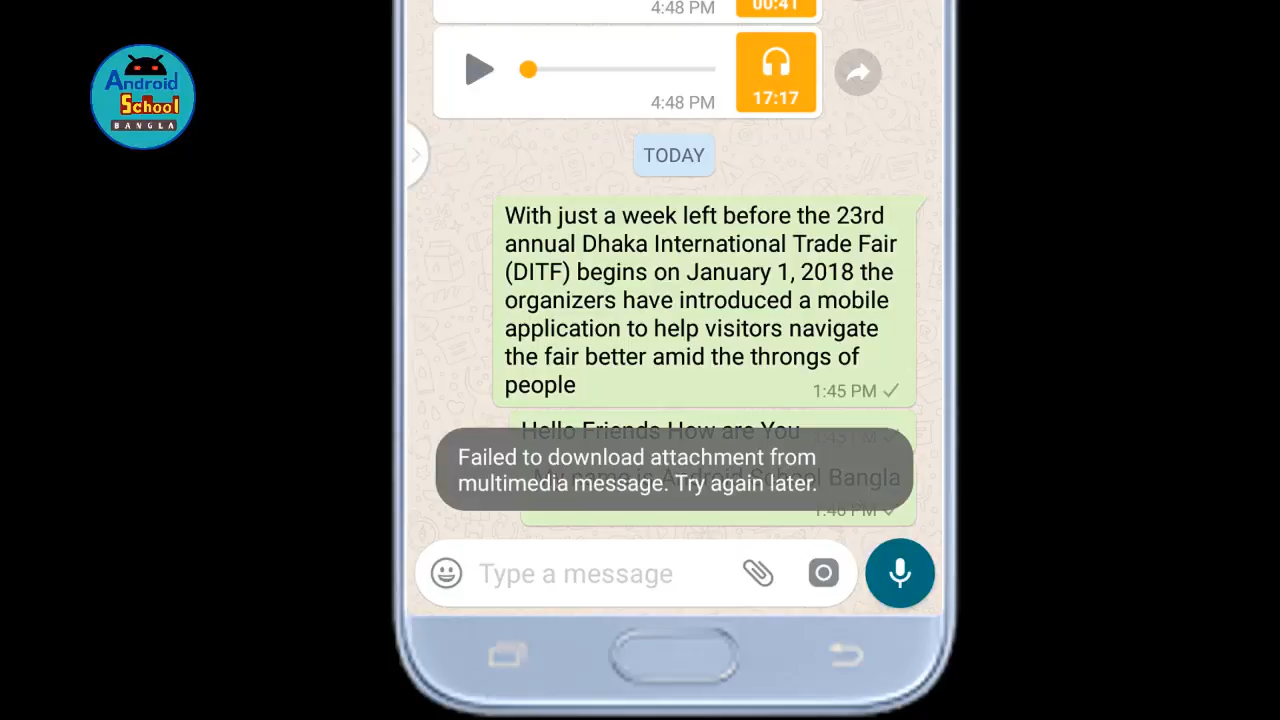 4:48 PM
00:41
Android
School
BANGLA
4:48 PM
17:17
TODAY
With just a week left before the 23rd
annual Dhaka International Trade Fair
(DITF) begins on January 1, 2018 the
organizers have introduced a mobile
application to help visitors navigate
the fair better amid the throngs of
people
1:45 PM
Hello Friends How are You
1:45 PM
My name is Android School Bangla
1:46 PM
Failed to download attachment from
multimedia message. Try again later.
Type a message